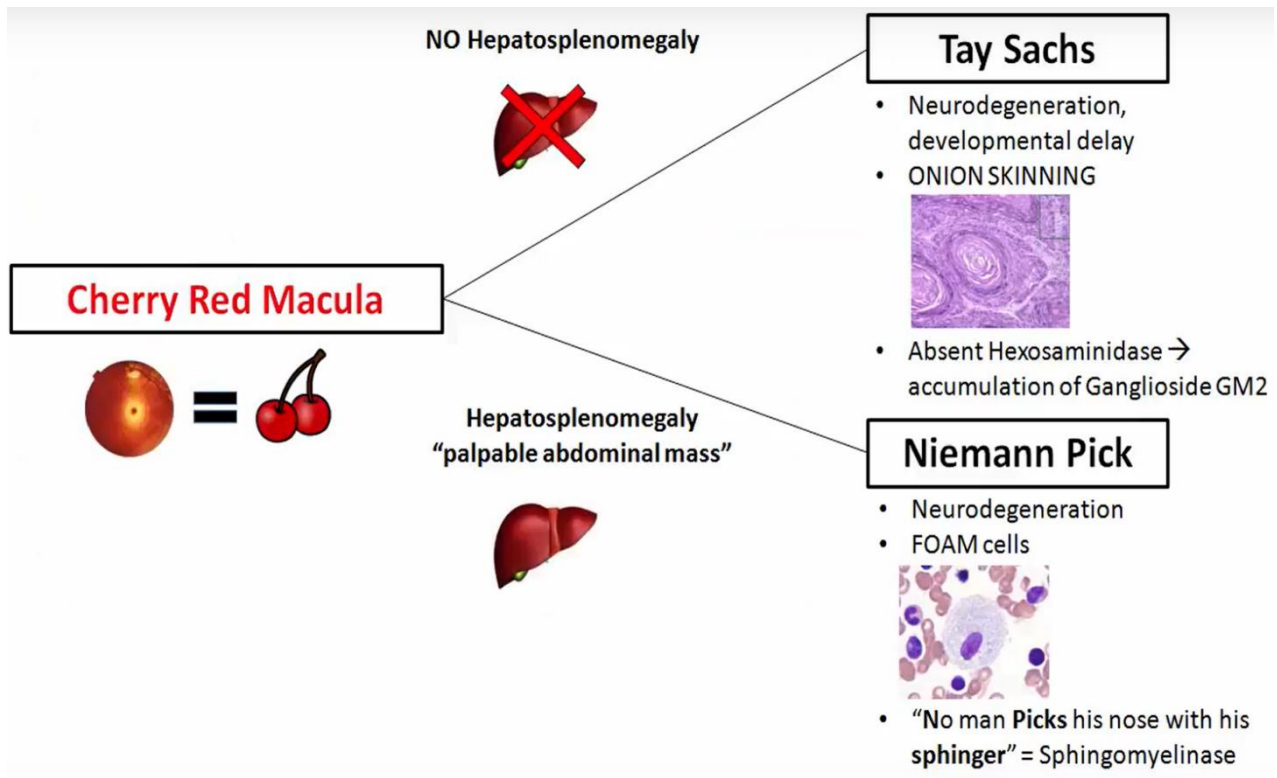 NO Hepatosplenomegaly
Tay Sachs
• Neurodegeneration,
developmental delay
• ONION SKINNING
Cherry Red Macula
• Absent Hexosaminidase →
accumulation of Ganglioside GM2
=
Hepatosplenomegaly
“palpable abdominal mass”
Niemann Pick
• Neurodegeneration
• FOAM cells
• “No man Picks his nose with his
sphinger” = Sphingomyelinase